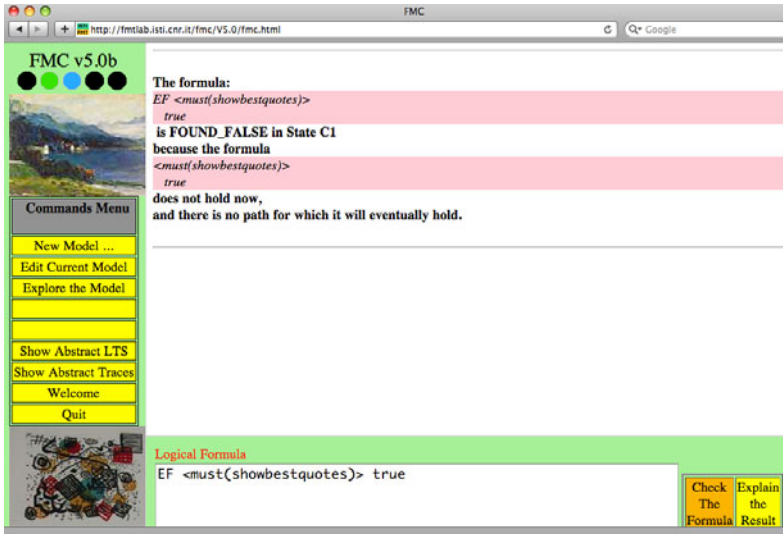 FMC
http://fmtlab.isti.cnr.it/fmc/V5.0/fmc.html
Google
FMC v5.0b
Commands Menu
New Model ...
Edit Current Model
Explore the Model
Show Abstract LTS
Show Abstract Traces
Welcome
Quit
The formula:
EF <must(showbestquotes)>
true
is FOUND_FALSE in State C1
because the formula
<must(showbestquotes)>
true
does not hold now,
and there is no path for which it will eventually hold.
Logical Formula
EF <must(showbestquotes)> true
Check
The
Formula
Explain
the
Result